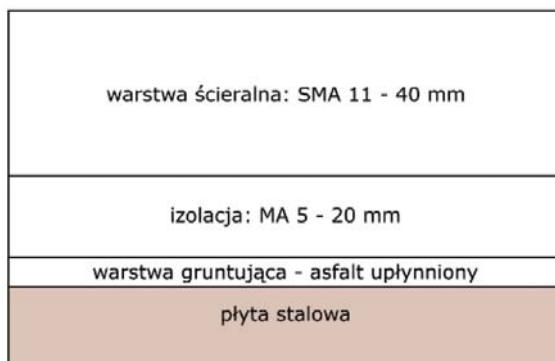 warstwa ścieralna: SMA 11 - 40 mm
izolacja: MA 5 - 20 mm
warstwa gruntująca - asfalt upłynniony
płyta stalowa